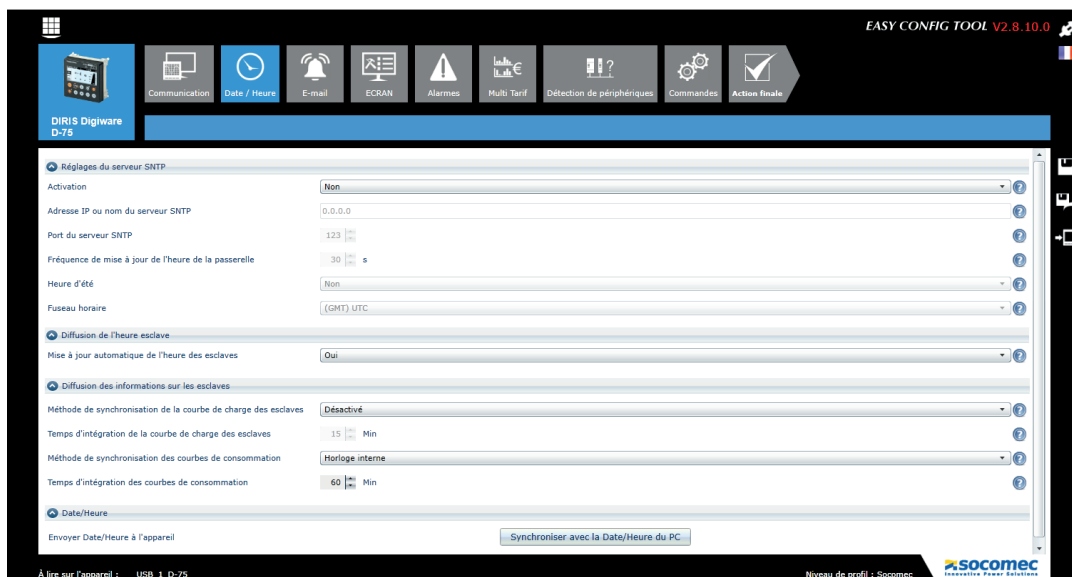 EASY CONFIG TOOL V2.8.10.0
Communication
Date / Heure
E-mail
ECRAN
Alarmes
Multi Tarif
Détection de périphériques
Commandes
Action finale
DIRIS Digiware
D-75
Réglages du serveur SNTP
Activation Non
Adresse IP ou nom du serveur SNTP 0.0.0.0
Port du serveur SNTP 123
Fréquence de mise à jour de l'heure de la passerelle 30 s
Heure d'été Non
Fuseau horaire (GMT) UTC
Diffusion de l'heure esclave
Mise à jour automatique de l'heure des esclaves Oui
Diffusion des informations sur les esclaves
Méthode de synchronisation de la courbe de charge des esclaves Désactivé
Temps d'intégration de la courbe de charge des esclaves 15 Min
Méthode de synchronisation des courbes de consommation Horloge interne
Temps d'intégration des courbes de consommation 60 Min
Date/Heure
Envoyer Date/Heure à l'appareil Synchroniser avec la Date/Heure du PC
À lire sur l'appareil : USB_1_D-75
Niveau de profil : Socomec
socomec
Innovative Power Solutions